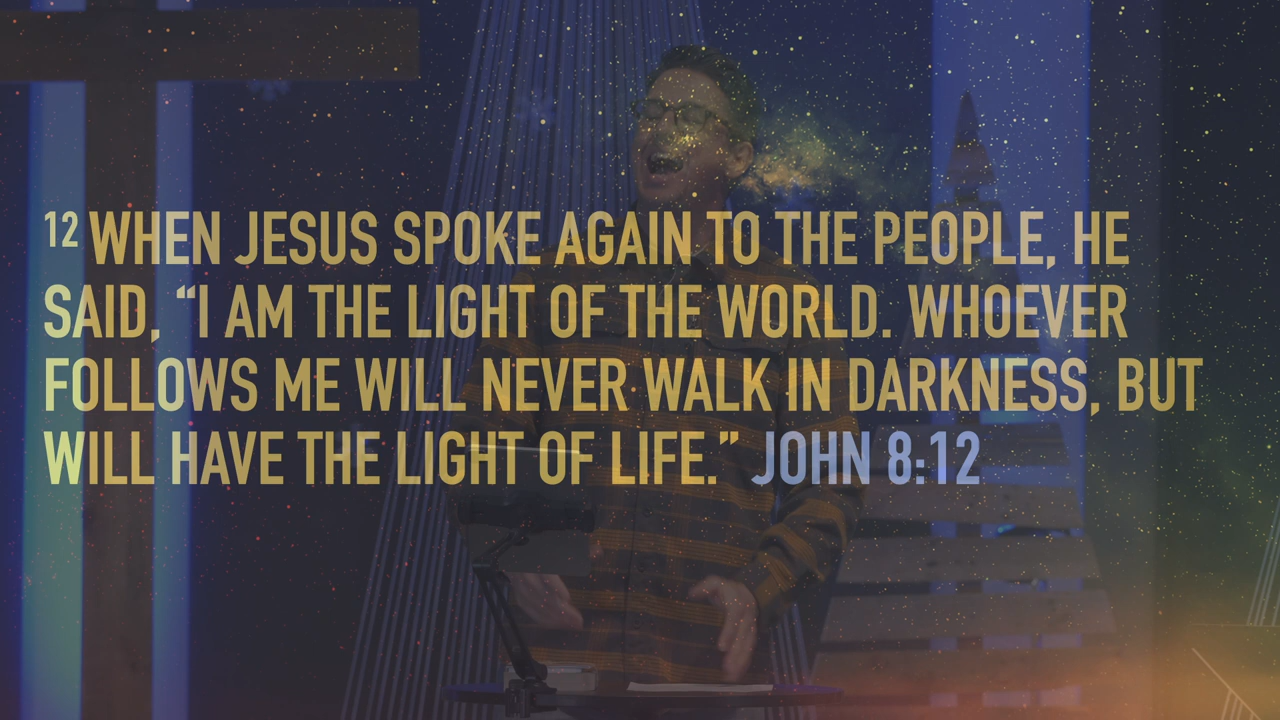 12 WHEN JESUS SPOKE AGAIN TO THE PEOPLE, HE
SAID, “I AM THE LIGHT OF THE WORLD. WHOEVER
FOLLOWS ME WILL NEVER WALK IN DARKNESS, BUT
WILL HAVE THE LIGHT OF LIFE.” JOHN 8:12